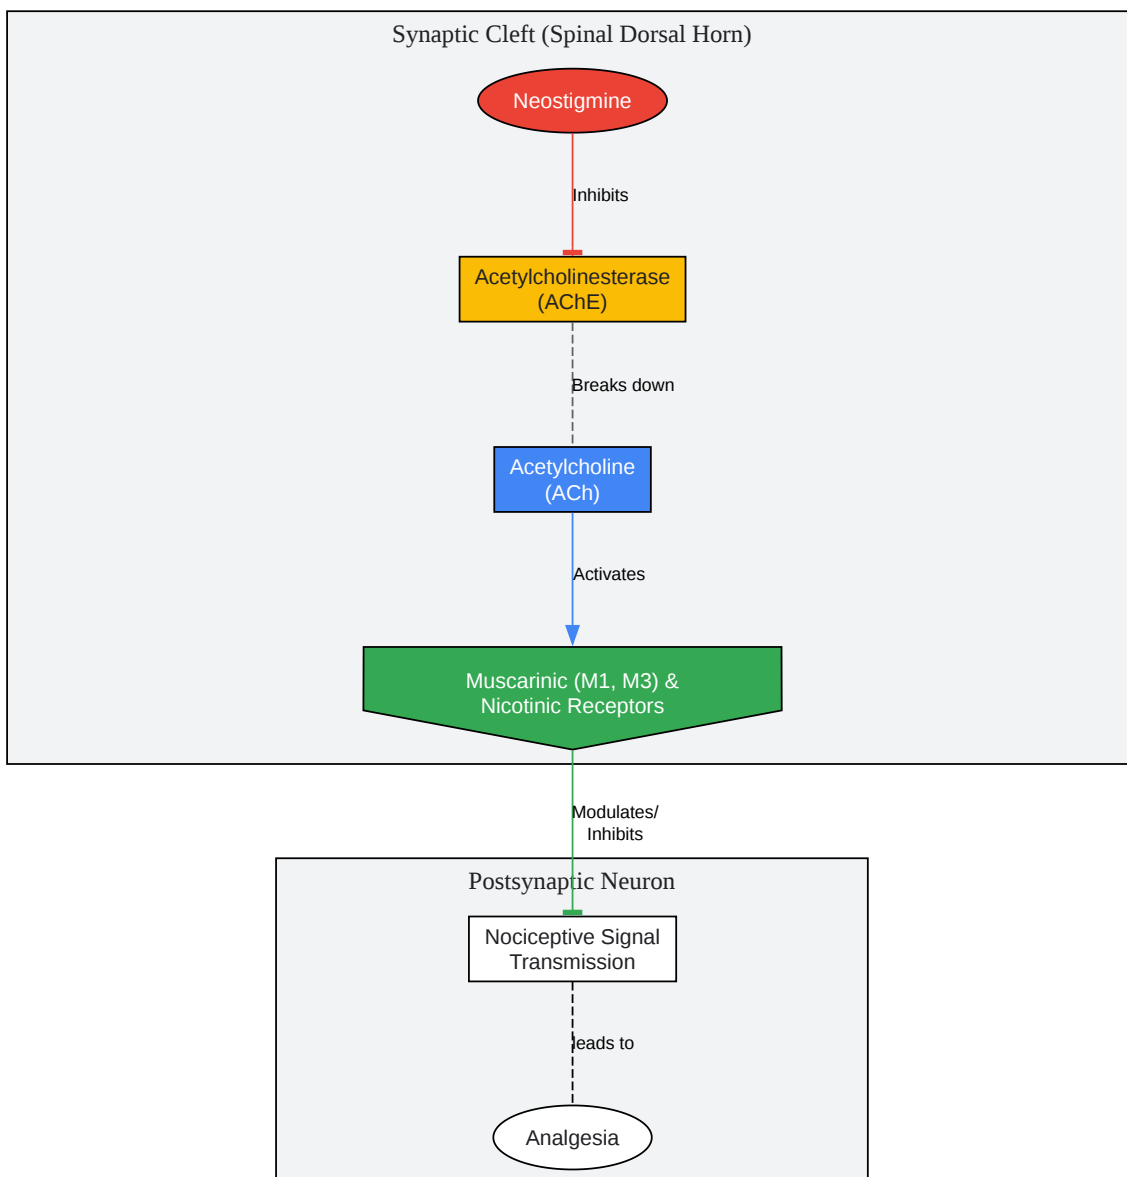 Synaptic Cleft (Spinal Dorsal Horn)
Neostigmine
Inhibits
Acetylcholinesterase
(AChE)
Breaks down
Acetylcholine
(ACh)
Activates
Muscarinic (M1, M3) &
Nicotinic Receptors
Modulates/
Inhibits
Postsynaptic Neuron
Nociceptive Signal
Transmission
leads to
Analgesia